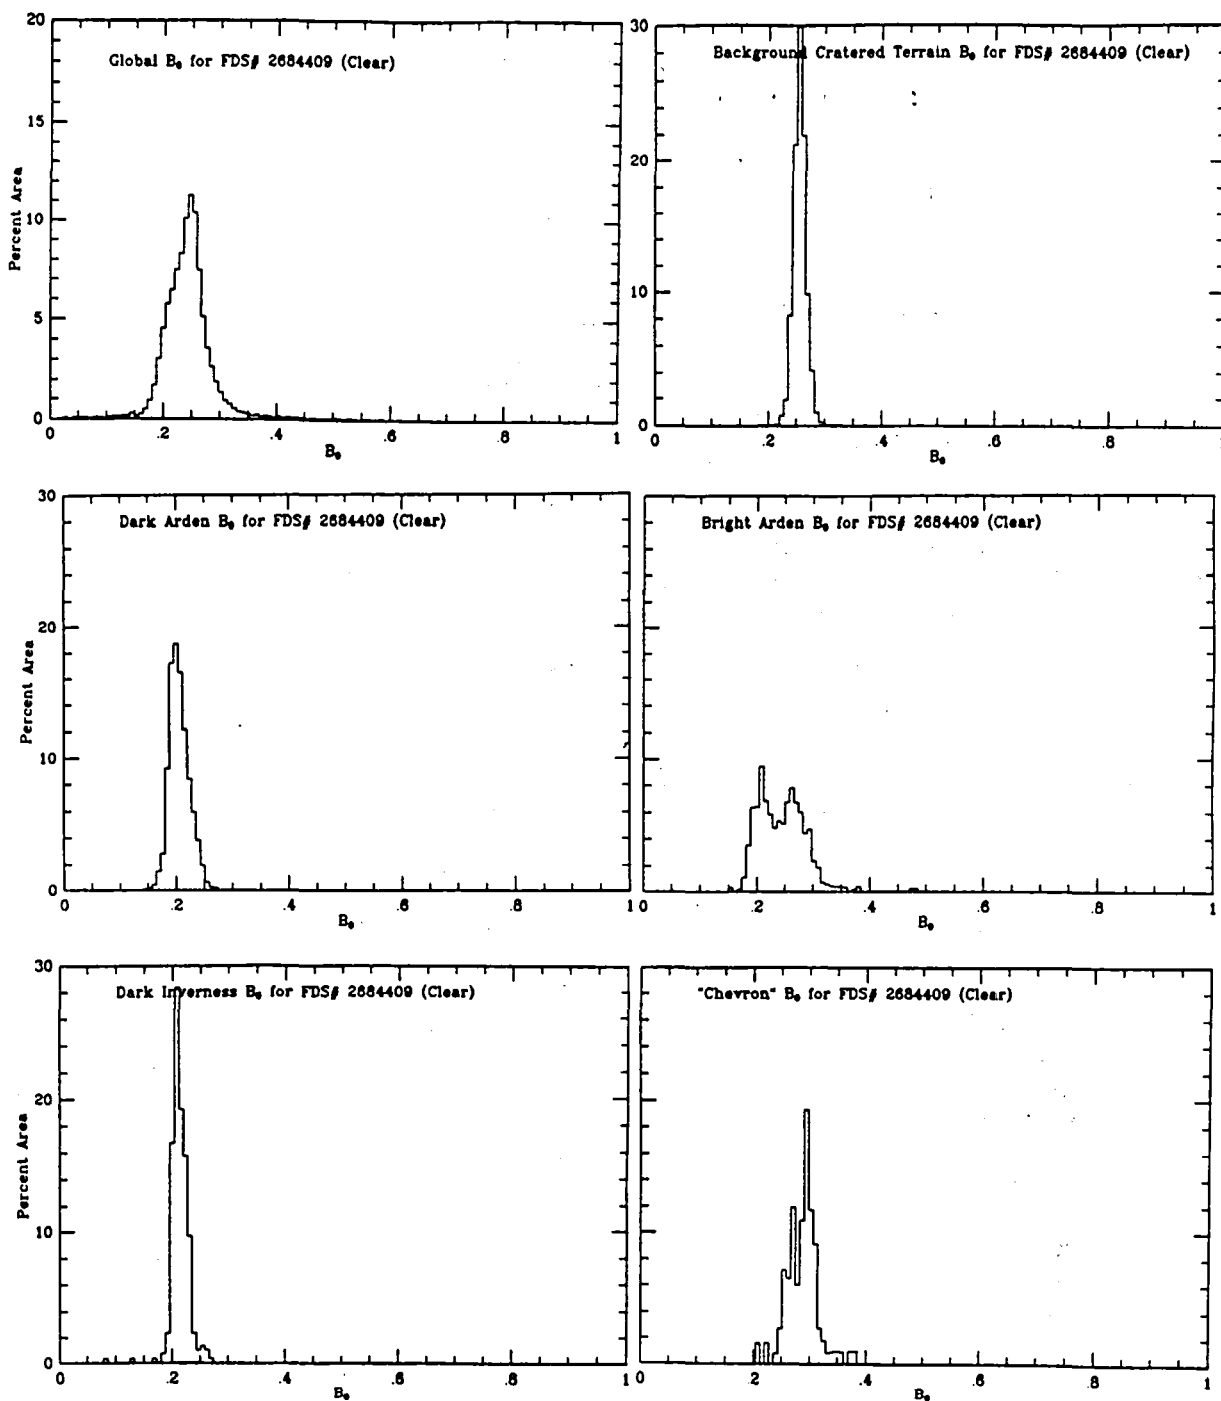 Global B₀ for FDS# 2684409 (Clear)
20
15
10
5
0
Percent Area
0 .2 .4 .6 .8 1
B₀
Background Cratered Terrain B₀ for FDS# 2684409 (Clear)
30
20
10
0
0 .2 .4 .6 .8
B₀
Dark Arden B₀ for FDS# 2684409 (Clear)
30
20
10
0
Percent Area
0 .2 .4 .6 .8 1
B₀
Bright Arden B₀ for FDS# 2684409 (Clear)
0 .2 .4 .6 .8 1
B₀
Dark Inverness B₀ for FDS# 2684409 (Clear)
30
20
10
0
Percent Area
0 .2 .4 .6 .8 1
B₀
"Chevron" B₀ for FDS# 2684409 (Clear)
0 .2 .4 .6 .8 1
B₀